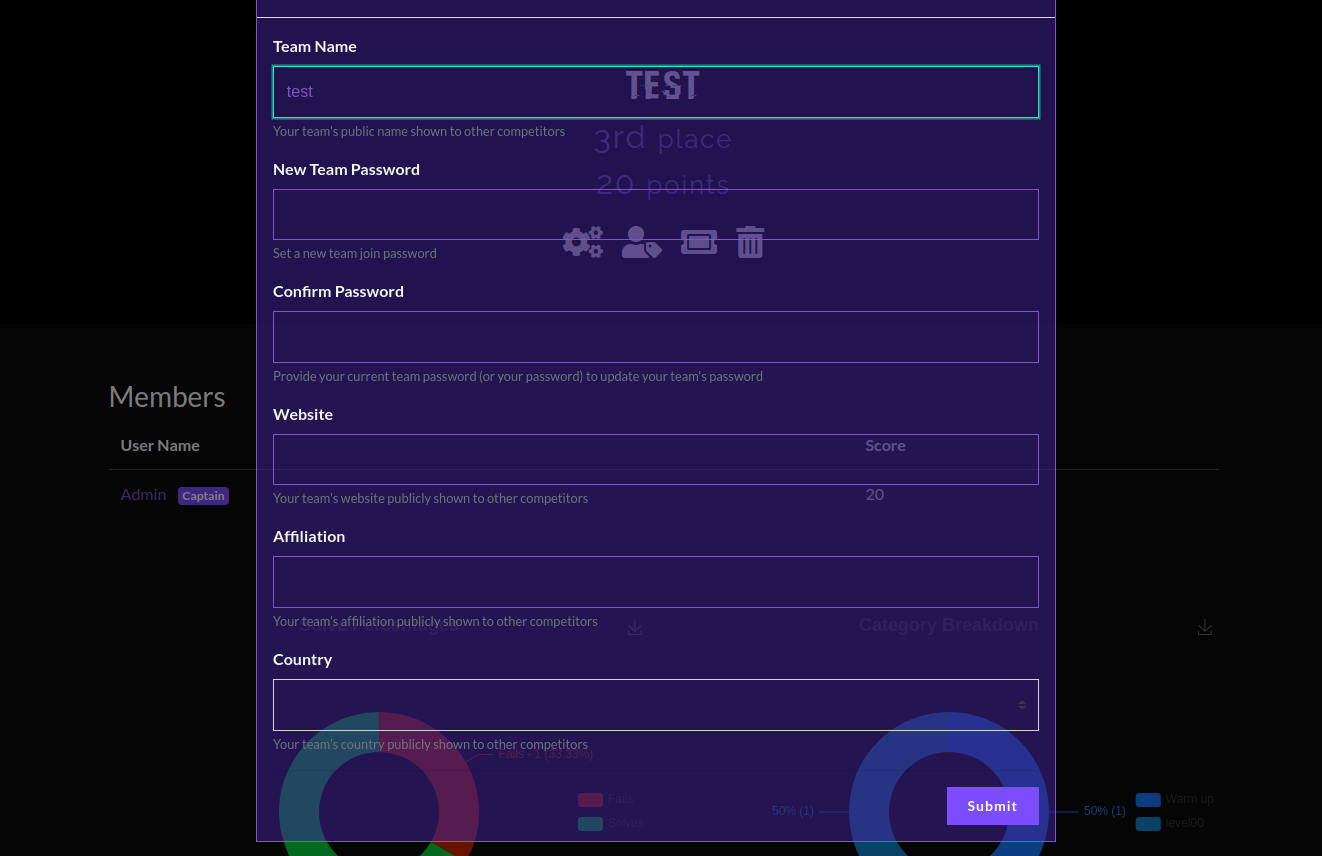 Team Name
test
TEST
Your team's public name shown to other competitors
3rd place
New Team Password
20 points
Set a new team join password
Confirm Password
Provide your current team password (or your password) to update your team's password
Members
Website
User Name
Score
Admin
Captain
20
Your team's website publicly shown to other competitors
Affiliation
Your team's affiliation publicly shown to other competitors
Category Breakdown
Country
Your team's country publicly shown to other competitors
Fails - 1 (33.33%)
Fails
Solves
50% (1)
50% (1)
Warm up
level00
Submit